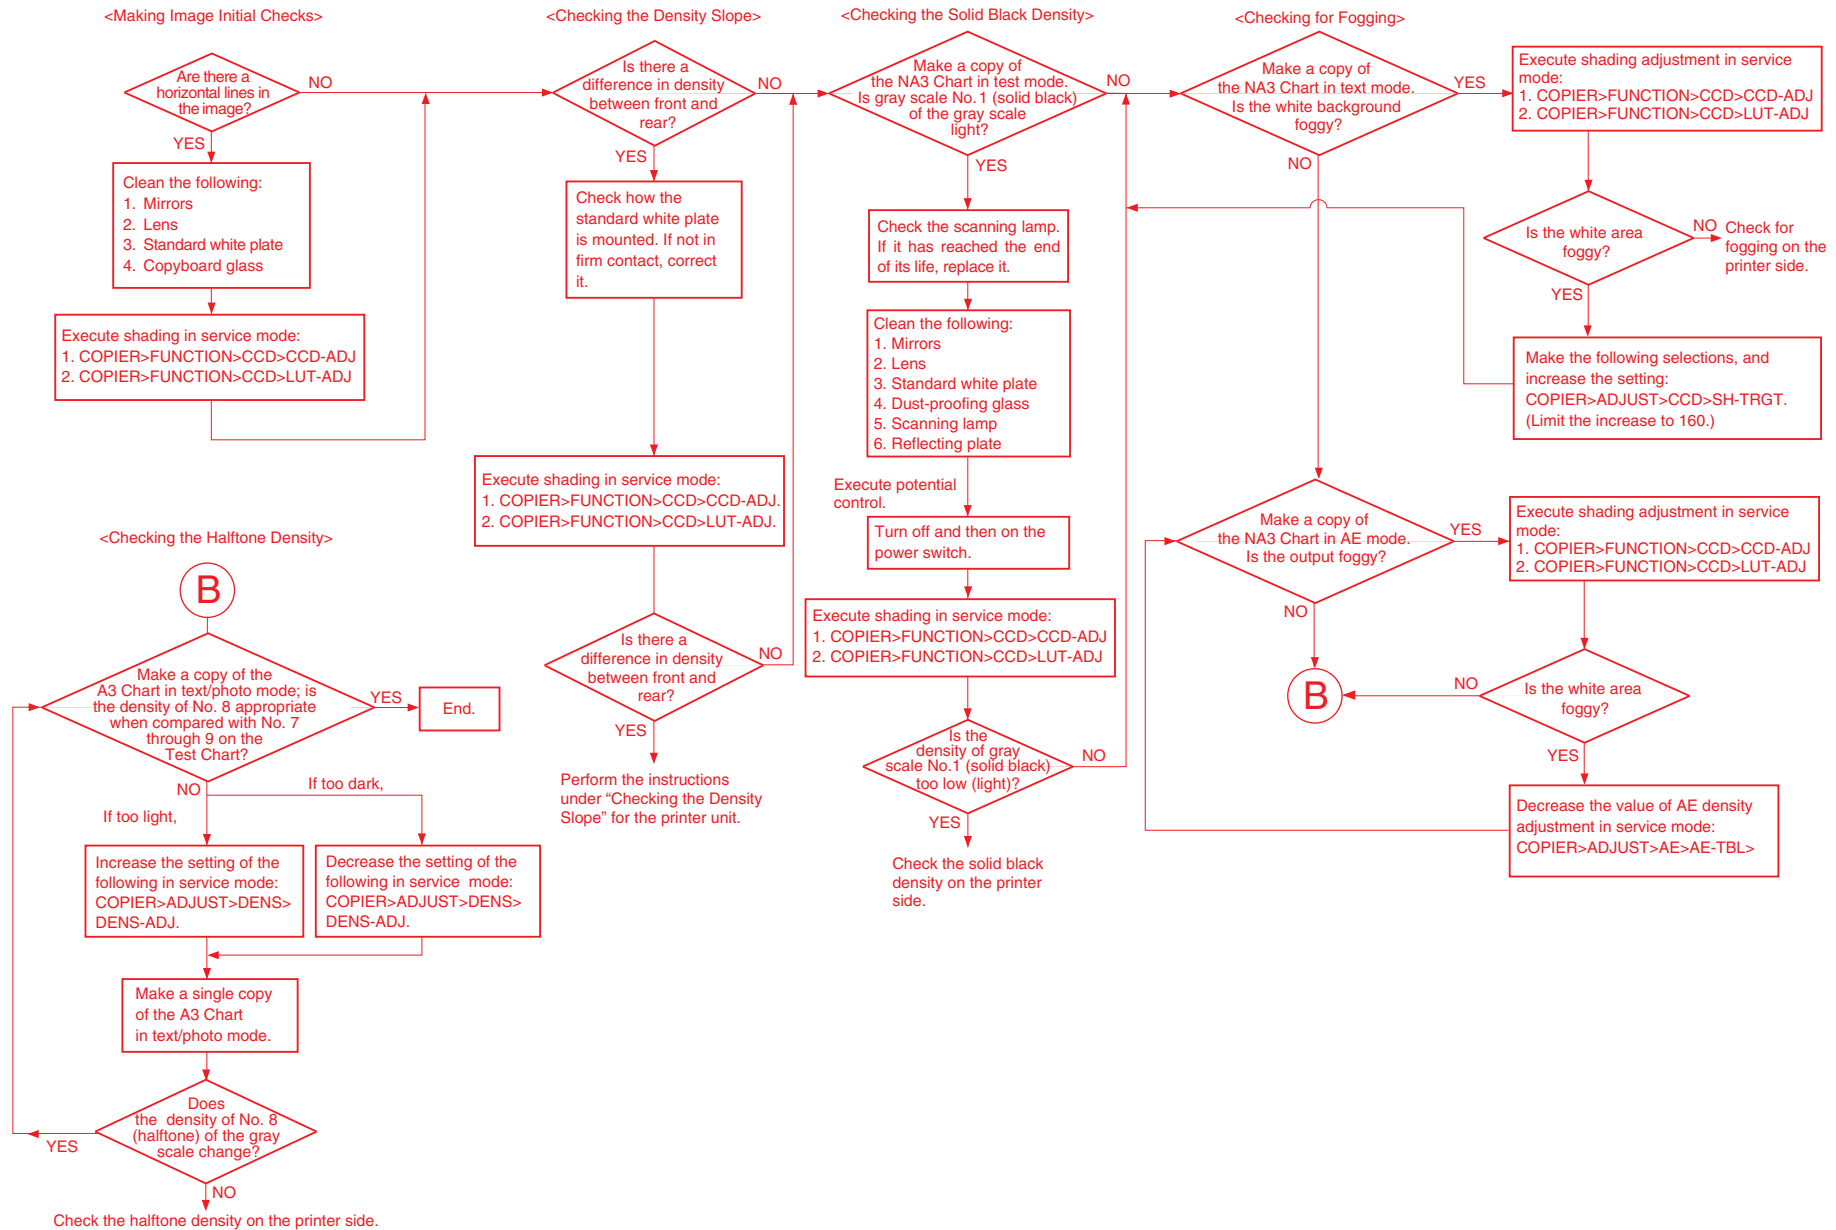 <Making Image Initial Checks>
Are there a
horizontal lines in
the image?
NO
YES
Clean the following:
1. Mirrors
2. Lens
3. Standard white plate
4. Copyboard glass
Execute shading in service mode:
1. COPIER>FUNCTION>CCD>CCD-ADJ
2. COPIER>FUNCTION>CCD>LUT-ADJ
<Checking the Density Slope>
Is there a
difference in density
between front and
rear?
NO
YES
Check how the
standard white plate
is mounted. If not in
firm contact, correct
it.
Execute shading in service mode:
1. COPIER>FUNCTION>CCD>CCD-ADJ.
2. COPIER>FUNCTION>CCD>LUT-ADJ.
Is there a
difference in density
between front and
rear?
NO
YES
Perform the instructions
under “Checking the Density
Slope” for the printer unit.
<Checking the Solid Black Density>
Make a copy of
the NA3 Chart in test mode.
Is gray scale No.1 (solid black)
of the gray scale
light?
NO
YES
Check the scanning lamp.
If it has reached the end
of its life, replace it.
Clean the following:
1. Mirrors
2. Lens
3. Standard white plate
4. Dust-proofing glass
5. Scanning lamp
6. Reflecting plate
Execute potential
control.
Turn off and then on the
power switch.
Execute shading in service mode:
1. COPIER>FUNCTION>CCD>CCD-ADJ
2. COPIER>FUNCTION>CCD>LUT-ADJ
Is the
density of gray
scale No.1 (solid black)
too low (light)?
NO
YES
Check the solid black
density on the printer
side.
<Checking for Fogging>
Make a copy of
the NA3 Chart in text mode.
Is the white background
foggy?
YES
NO
Execute shading adjustment in service
mode:
1. COPIER>FUNCTION>CCD>CCD-ADJ
2. COPIER>FUNCTION>CCD>LUT-ADJ
Is the white area
foggy?
NO
Check for
fogging on the
printer side.
YES
Make the following selections, and
increase the setting:
COPIER>ADJUST>CCD>SH-TRGT.
(Limit the increase to 160.)
Make a copy of
the NA3 Chart in AE mode.
Is the output foggy?
YES
NO
B
Execute shading adjustment in service
mode:
1. COPIER>FUNCTION>CCD>CCD-ADJ
2. COPIER>FUNCTION>CCD>LUT-ADJ
Is the white area
foggy?
NO
YES
Decrease the value of AE density
adjustment in service mode:
COPIER>ADJUST>AE>AE-TBL>
<Checking the Halftone Density>
B
Make a copy of the
A3 Chart in text/photo mode; is
the density of No. 8 appropriate
when compared with No. 7
through 9 on the
Test Chart?
YES
End.
NO
If too dark,
If too light,
Increase the setting of the
following in service mode:
COPIER>ADJUST>DENS>
DENS-ADJ.
Decrease the setting of the
following in service mode:
COPIER>ADJUST>DENS>
DENS-ADJ.
Make a single copy
of the A3 Chart
in text/photo mode.
Does
the density of No. 8
(halftone) of the gray
scale change?
YES
NO
Check the halftone density on the printer side.